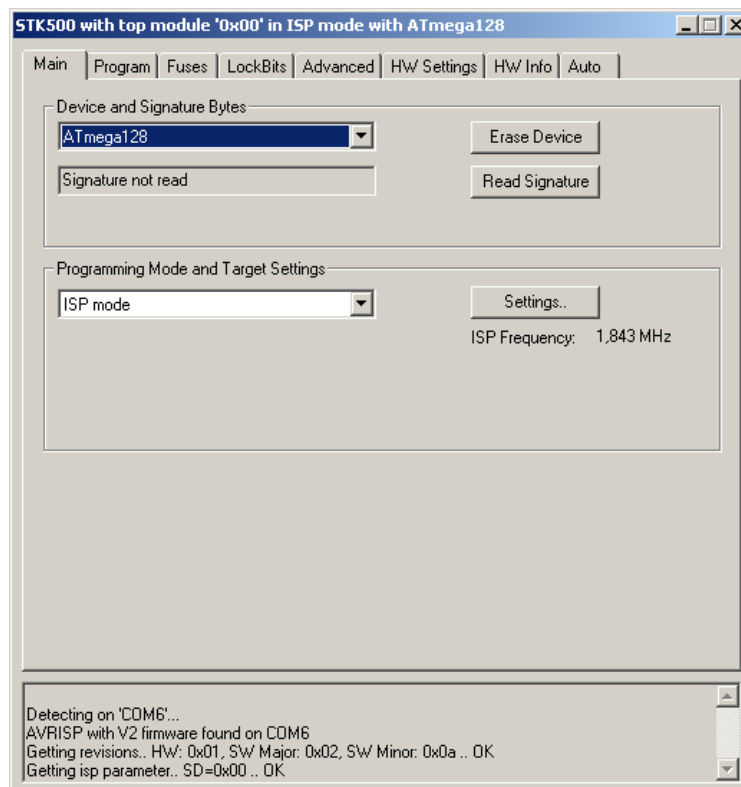 STK500 with top module '0x00' in ISP mode with ATmega128
Main Program Fuses LockBits Advanced HW Settings HW Info Auto
Device and Signature Bytes
ATmega128
Erase Device
Signature not read
Read Signature
Programming Mode and Target Settings
ISP mode
Settings..
ISP Frequency: 1,843 MHz
Detecting on 'COM6'...
AVRISP with V2 firmware found on COM6
Getting revisions.. HW: 0x01, SW Major: 0x02, SW Minor: 0x0a .. OK
Getting isp parameter.. SD=0x00 .. OK